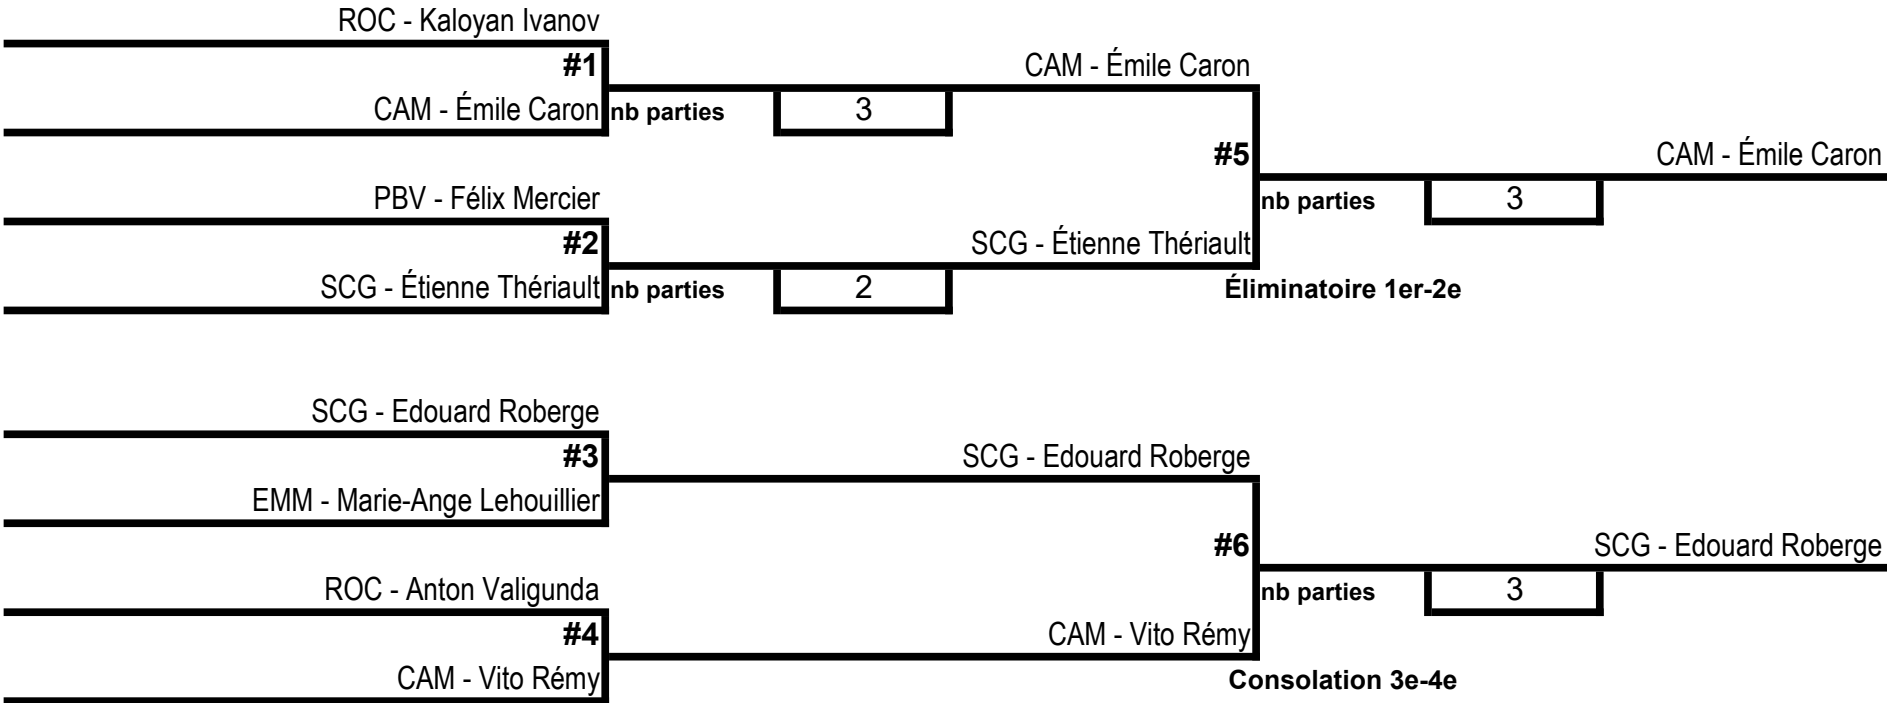 ROC - Kaloyan Ivanov
#1
CAM - Émile Caron
CAM - Émile Caron
nb parties
3
#5
CAM - Émile Caron
PBV - Félix Mercier
nb parties
3
#2
SCG - Étienne Thériault
SCG - Étienne Thériault
nb parties
2
Éliminatoire 1er-2e
SCG - Edouard Roberge
#3
SCG - Edouard Roberge
EMM - Marie-Ange Lehouillier
#6
SCG - Edouard Roberge
ROC - Anton Valigunda
nb parties
3
#4
CAM - Vito Rémy
CAM - Vito Rémy
Consolation 3e-4e